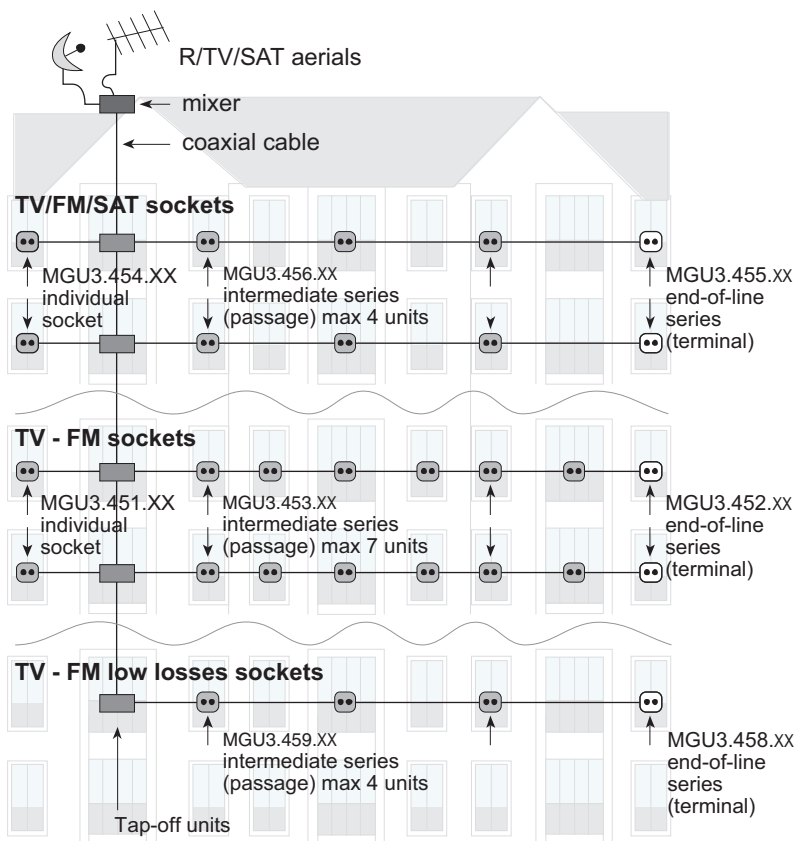 R/TV/SAT aerials
mixer
coaxial cable
TV/FM/SAT sockets
MGU3.454.XX
individual
socket
MGU3.456.XX
intermediate series
(passage) max 4 units
MGU3.455.XX
end-of-line
series
(terminal)
TV - FM sockets
MGU3.451.XX
individual
socket
MGU3.453.XX
intermediate series
(passage) max 7 units
MGU3.452.XX
end-of-line
series
(terminal)
TV - FM low losses sockets
MGU3.459.XX
intermediate series
(passage) max 4 units
MGU3.458.XX
end-of-line
series
(terminal)
Tap-off units